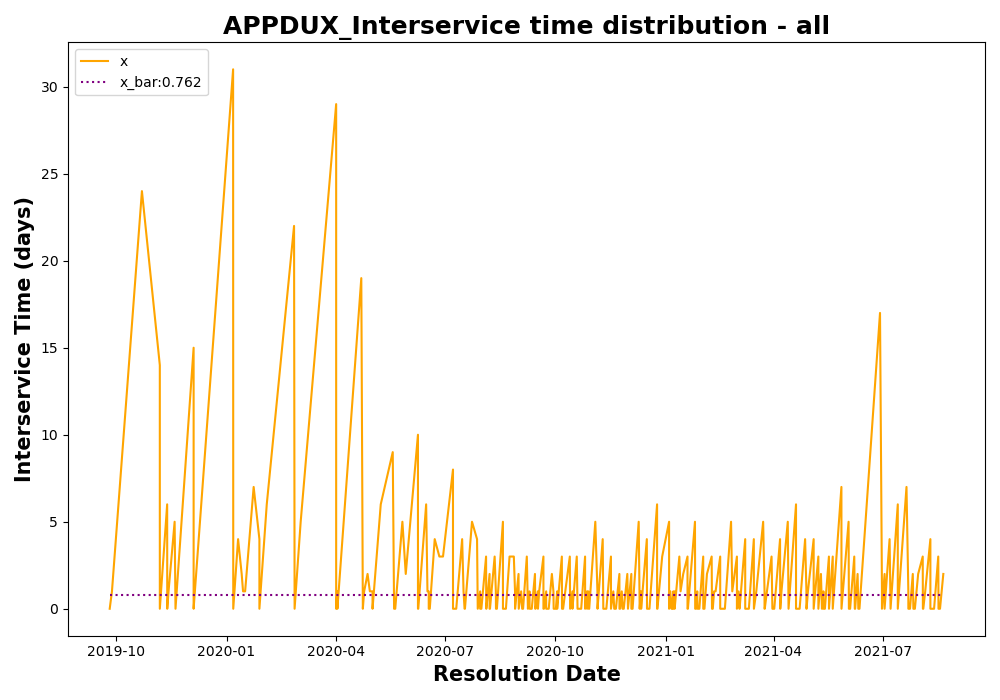 APPDUX_Interservice time distribution - all
x
x_bar:0.762
Interservice Time (days)
30
25
20
15
10
5
0
2019-10 2020-01 2020-04 2020-07 2020-10 2021-01 2021-04 2021-07
Resolution Date